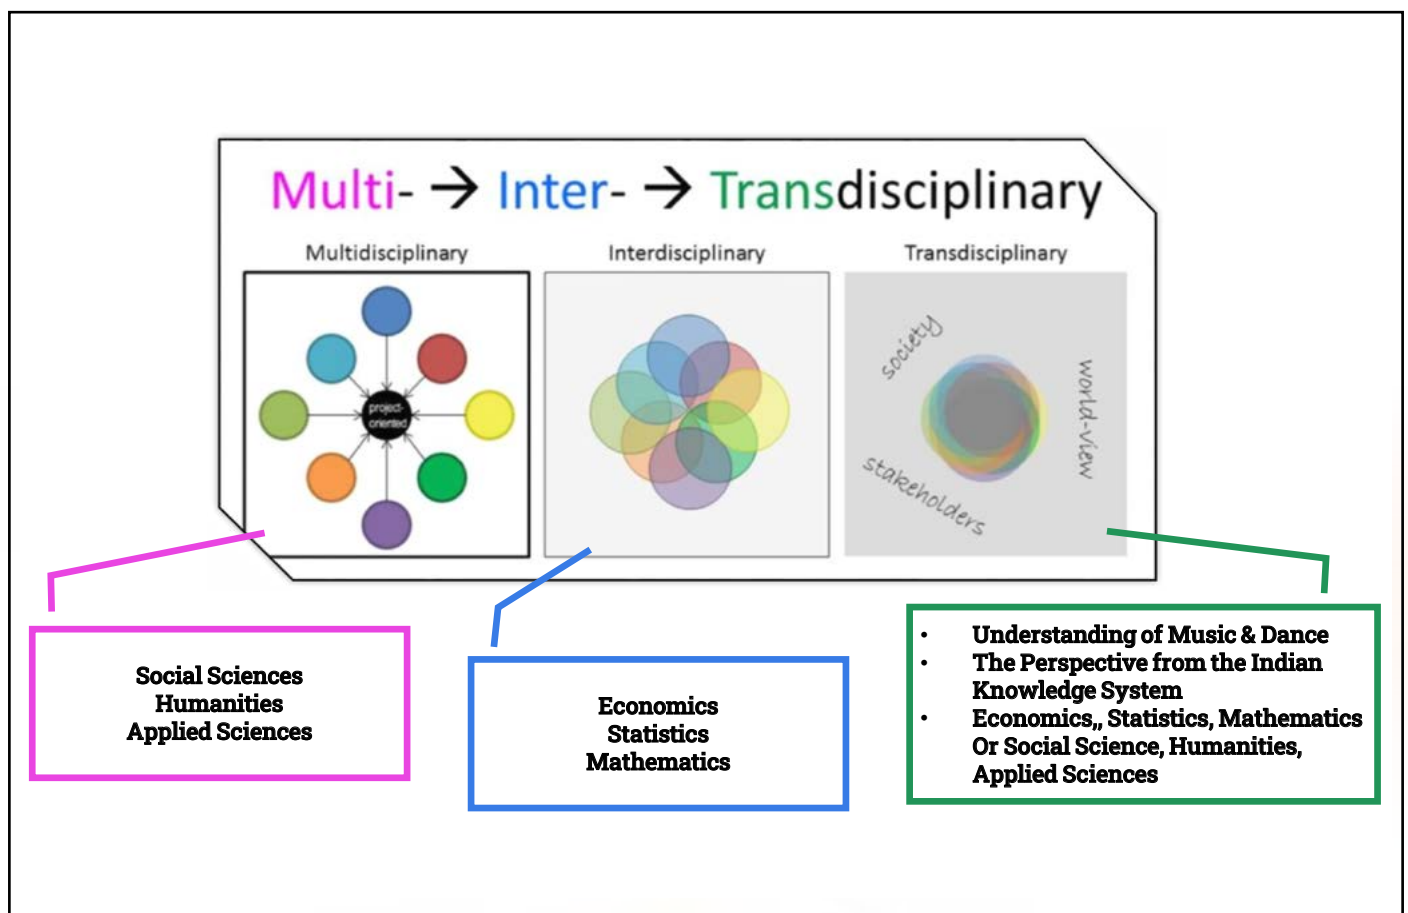 Multi- → Inter- → Transdisciplinary
Multidisciplinary
Interdisciplinary
Transdisciplinary
project-
oriented
society
world-view
stakeholders
Social Sciences
Humanities
Applied Sciences
Economics
Statistics
Mathematics
• Understanding of Music & Dance
• The Perspective from the Indian
Knowledge System
• Economics,, Statistics, Mathematics
Or Social Science, Humanities,
Applied Sciences